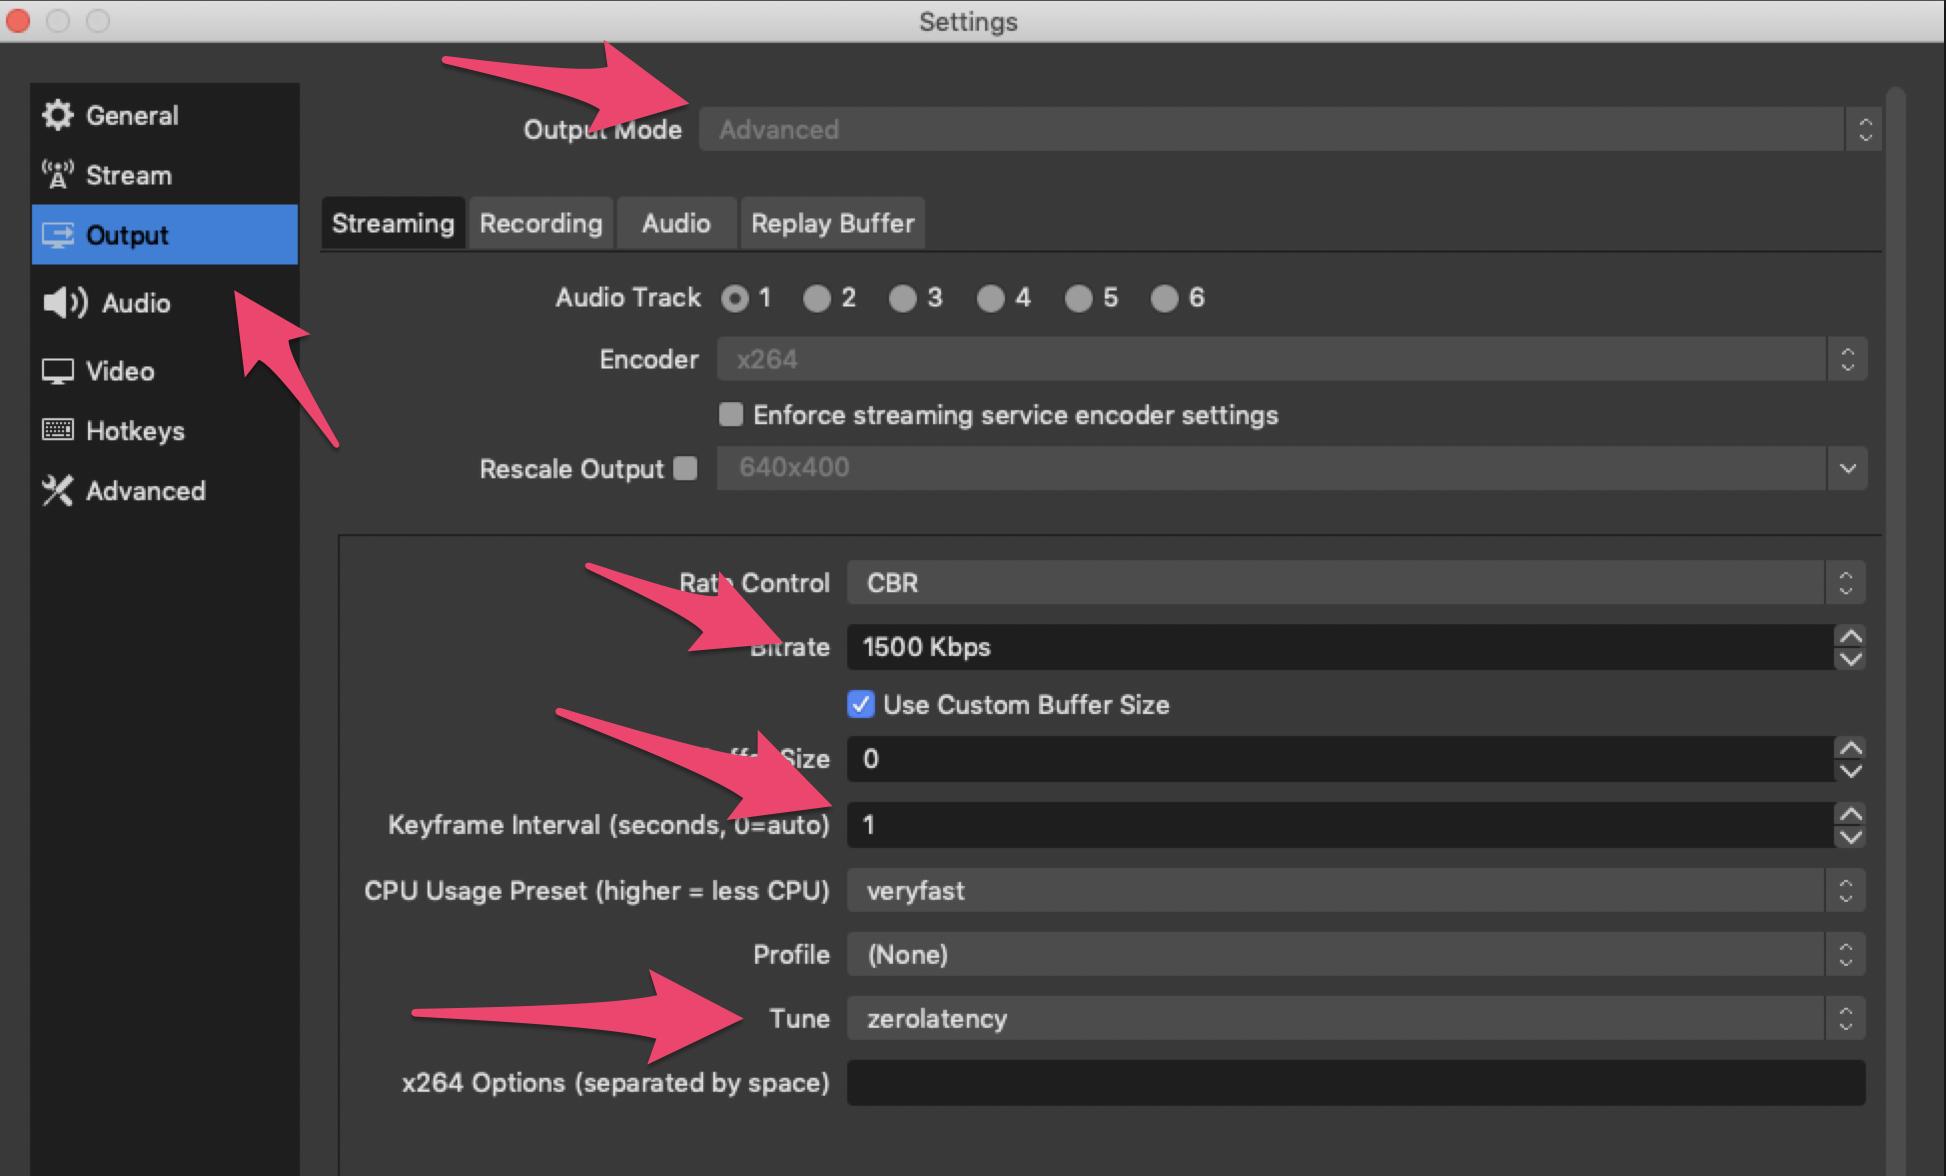 Settings
General
Stream
Output
Audio
Video
Hotkeys
Advanced
Output Mode Advanced
Streaming Recording Audio Replay Buffer
Audio Track 1 2 3 4 5 6
Encoder x264
Enforce streaming service encoder settings
Rescale Output 640x400
Rate Control CBR
Bitrate 1500 Kbps
Use Custom Buffer Size
Buffer Size 0
Keyframe Interval (seconds, 0=auto) 1
CPU Usage Preset (higher = less CPU) veryfast
Profile (None)
Tune zerolatency
x264 Options (separated by space)